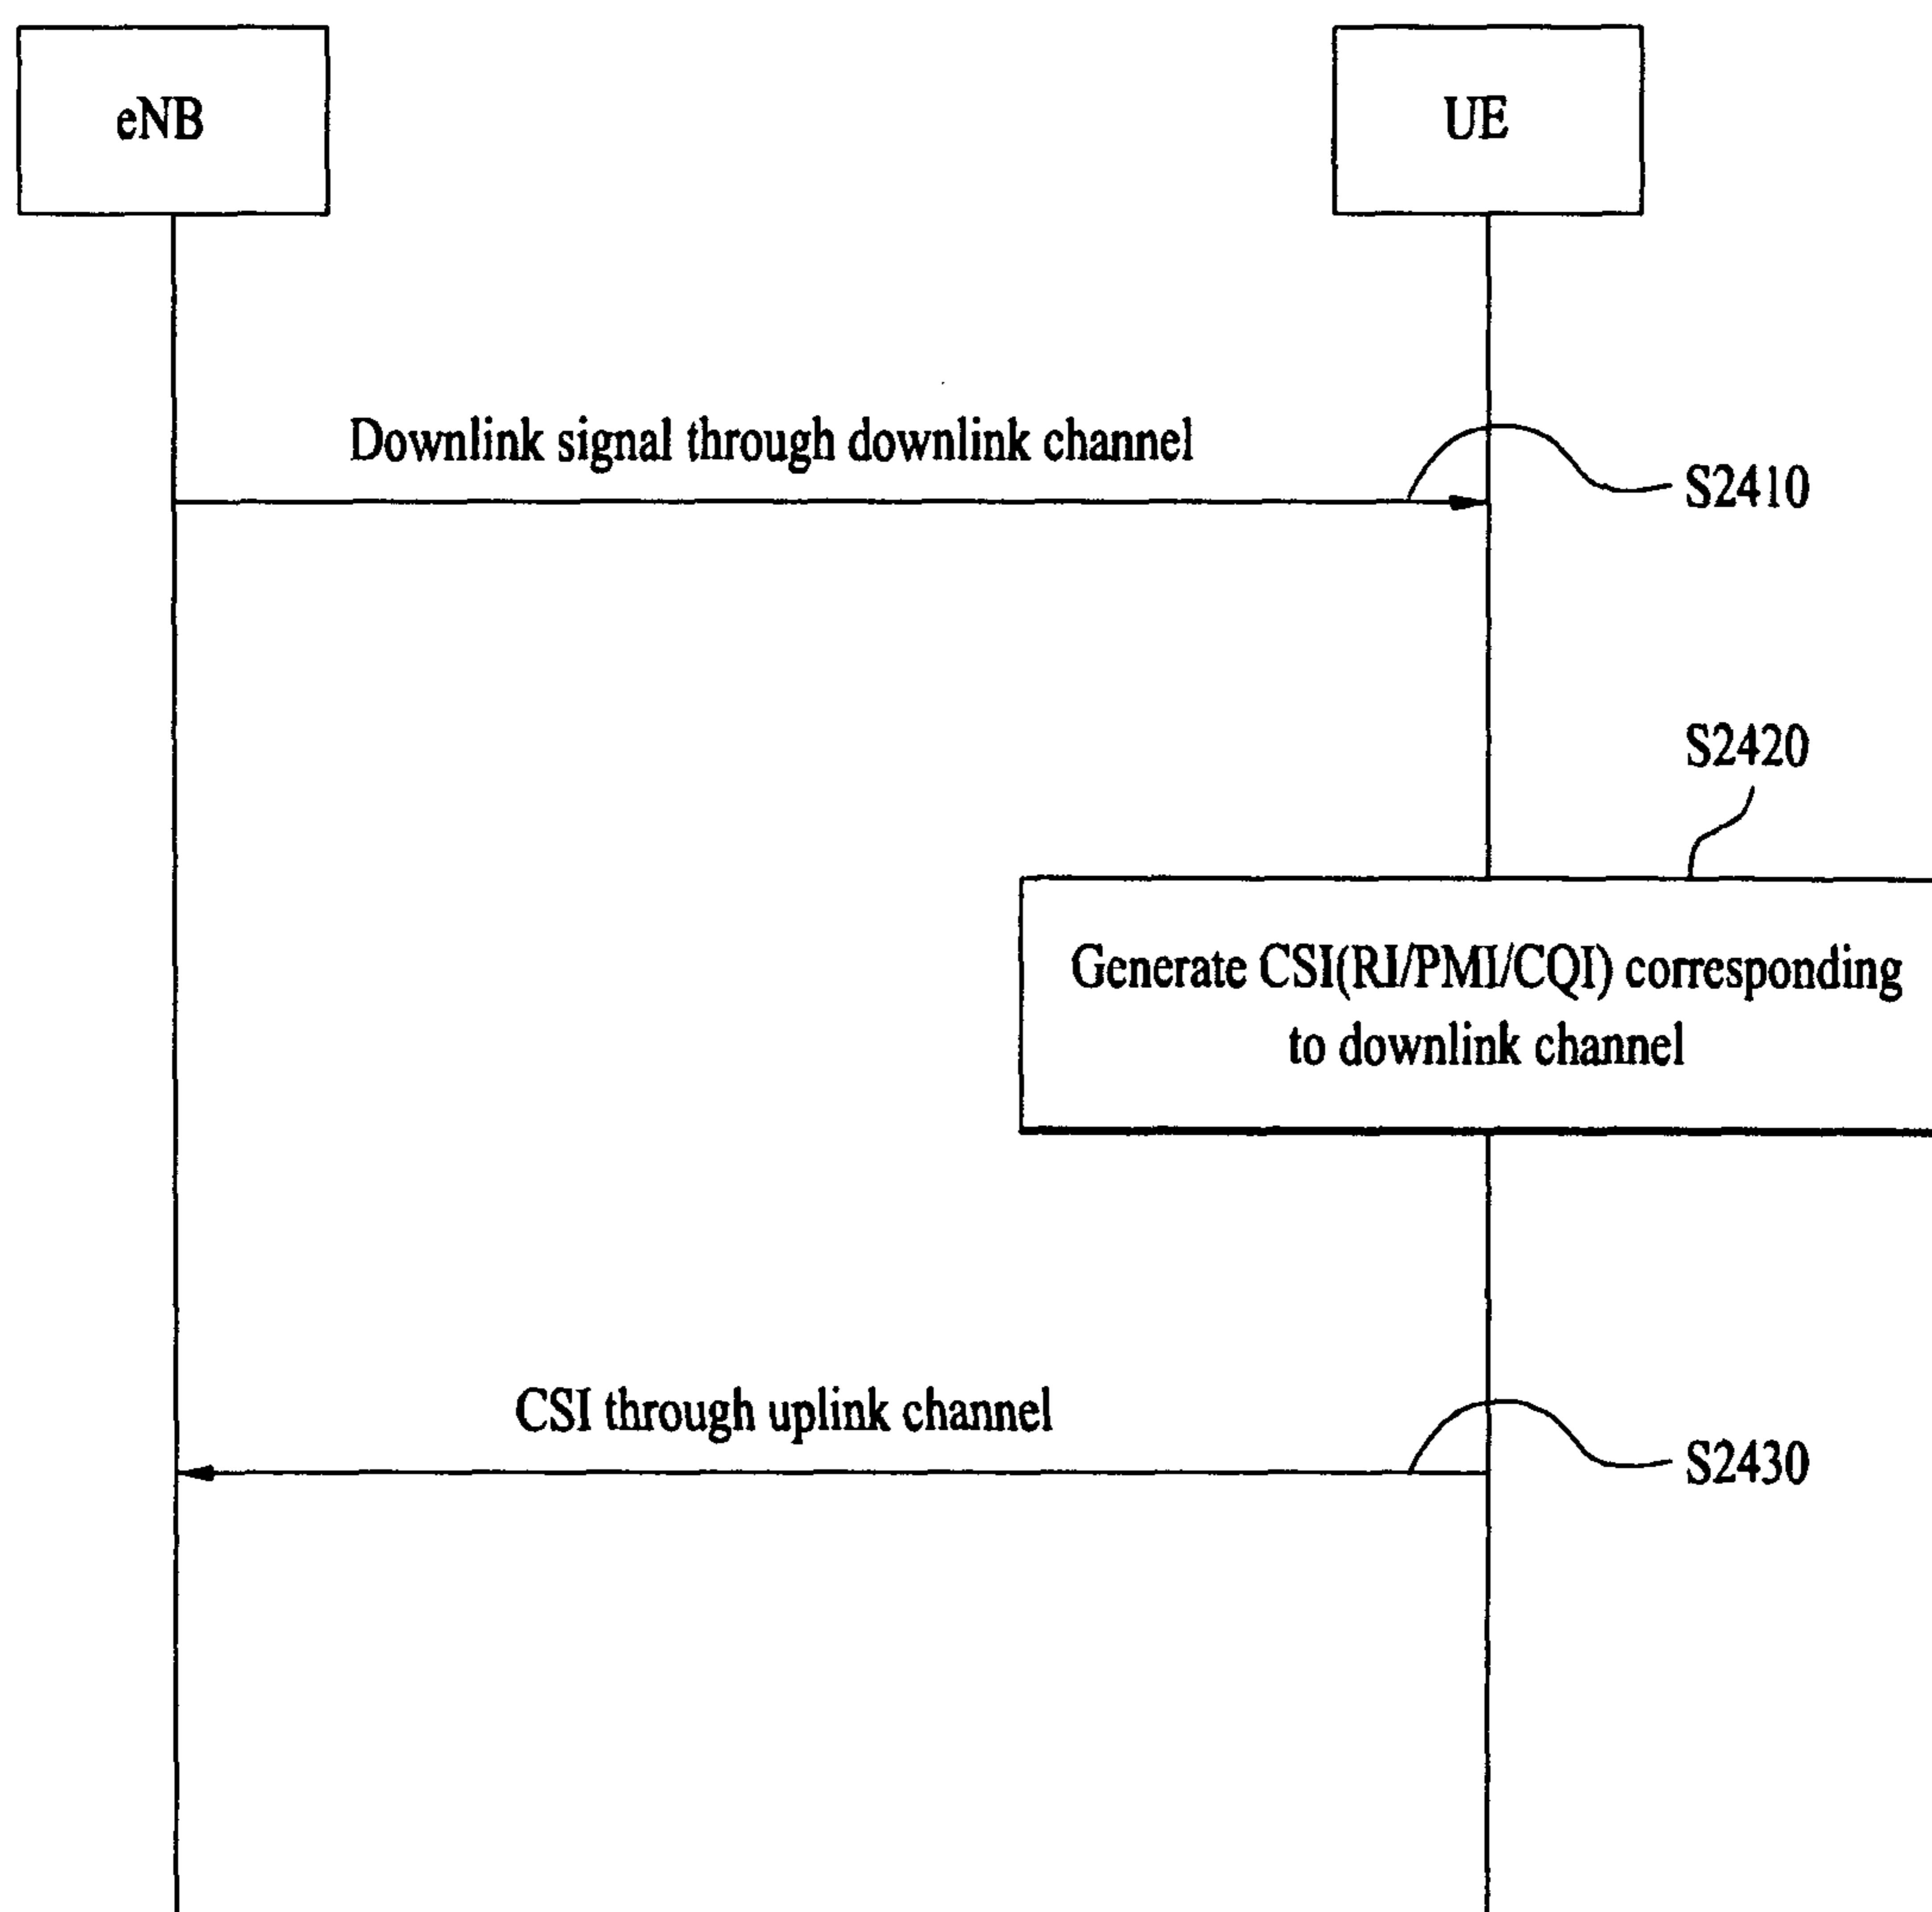 eNB
UE
Downlink signal through downlink channel
S2410
S2420
Generate CSI(RI/PMI/CQI) corresponding
to downlink channel
CSI through uplink channel
S2430